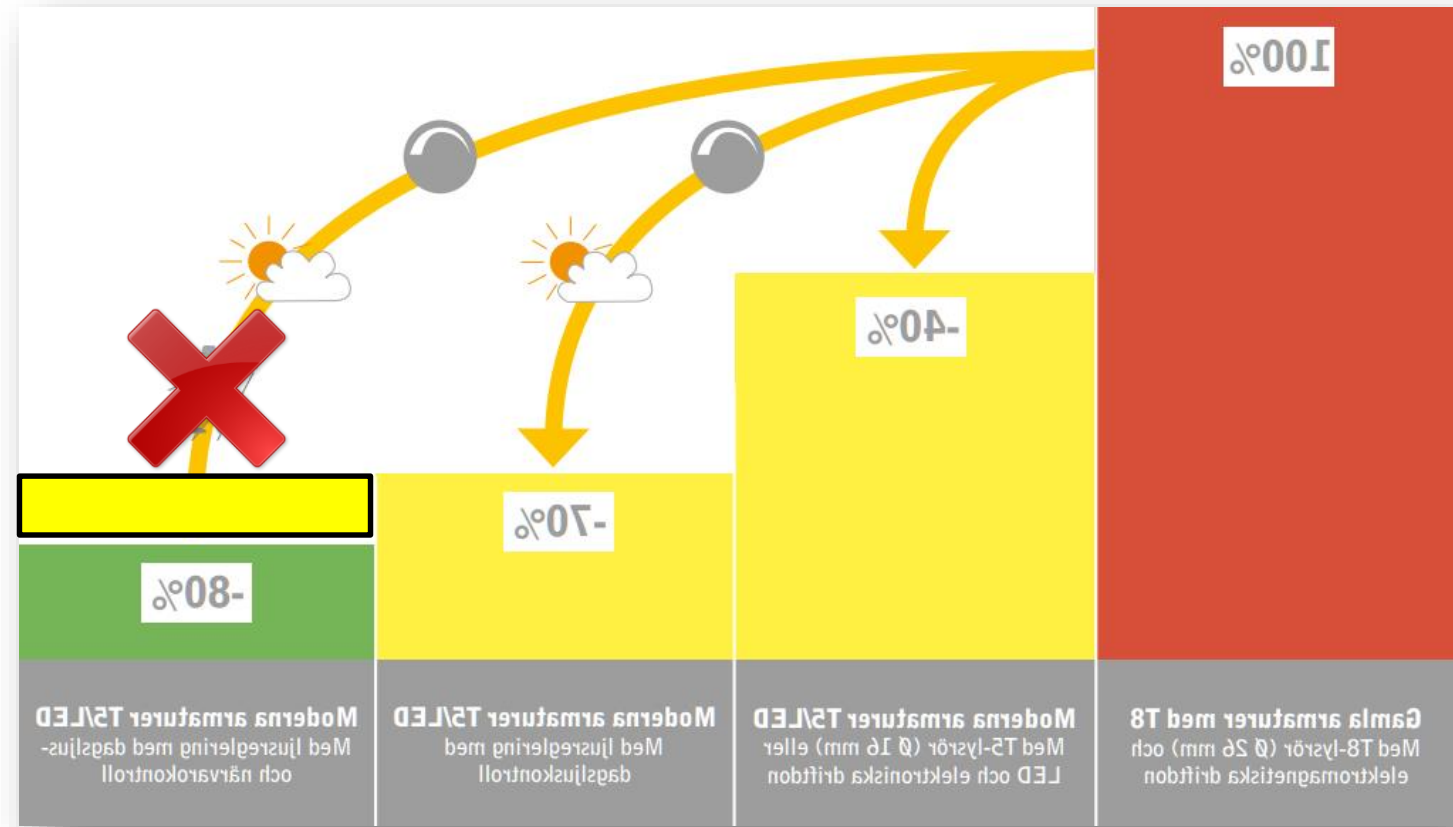 100%
-40%
-70%
-80%
Gamla armaturer med T8
Med T8-lysrör (Ø 26 mm) och
elektromagnetiska driftdon
Moderna armaturer T5/LED
Med T5-lysrör (Ø 16 mm) eller
LED och elektroniska driftdon
Moderna armaturer T5/LED
Med ljusreglering med
dagsljuskontroll
Moderna armaturer T5/LED
Med ljusreglering med dagsljus-
och närvarokontroll